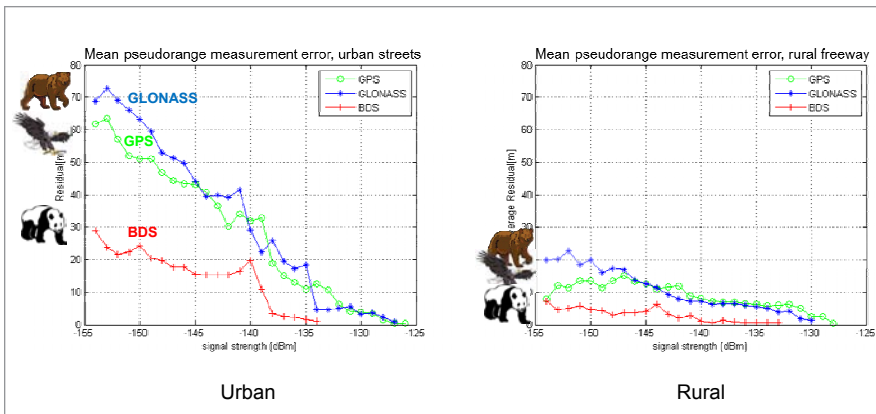 Mean pseudorange measurement error, urban streets
80
70
60
50
40
30
20
10
0
Residual[m]
GLONASS
GPS
BDS
GPS
GLONASS
BDS
-155
-150
-145
-140
-135
-130
-125
signal strength [dBm]
Urban
Mean pseudorange measurement error, rural freeway
80
70
60
50
40
30
20
10
0
Residual[m]
GPS
GLONASS
BDS
-155
-150
-145
-140
-135
-130
-125
signal strength [dBm]
Rural